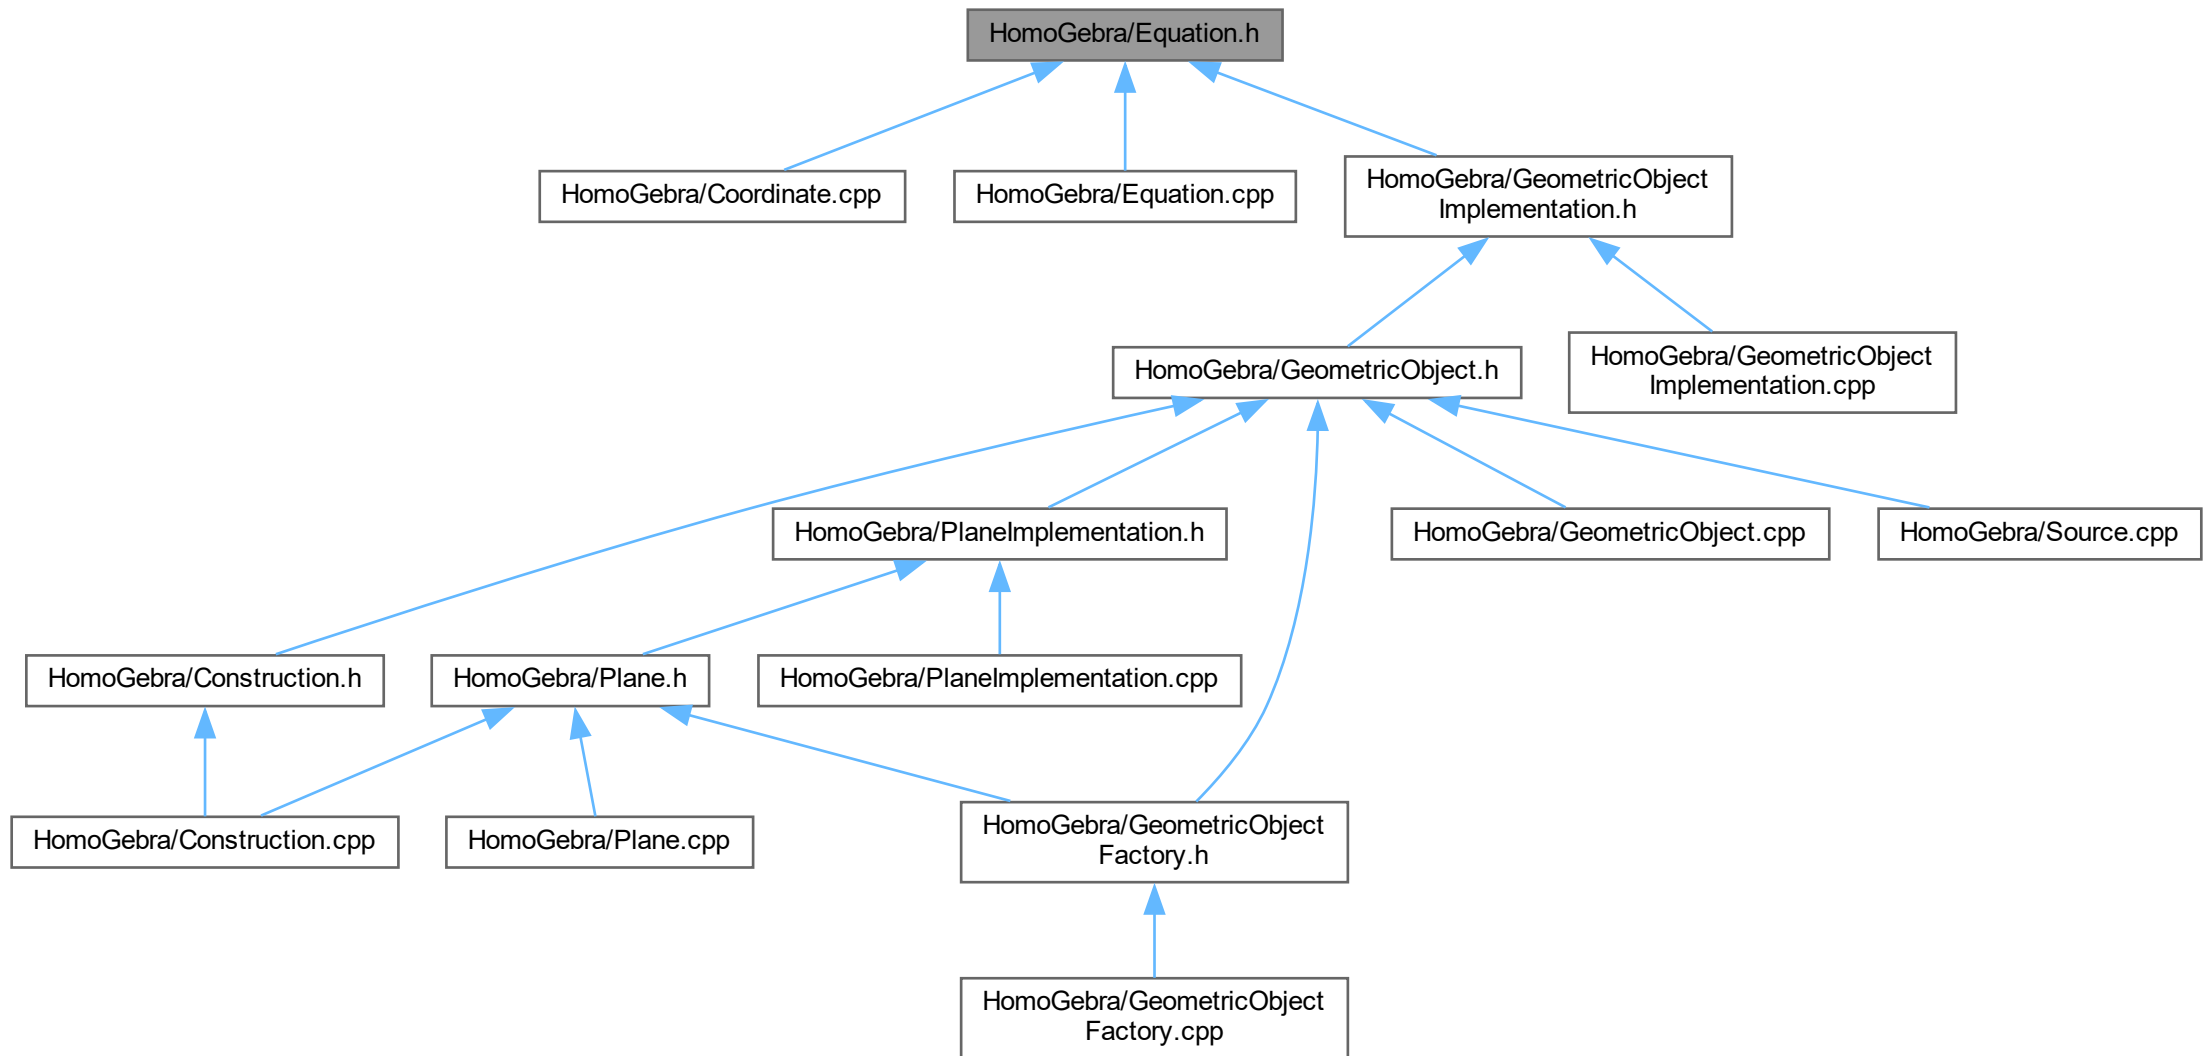 HomoGebra/Equation.h
HomoGebra/Coordinate.cpp
HomoGebra/Equation.cpp
HomoGebra/GeometricObject
Implementation.h
HomoGebra/GeometricObject.h
HomoGebra/GeometricObject
Implementation.cpp
HomoGebra/PlaneImplementation.h
HomoGebra/GeometricObject.cpp
HomoGebra/Source.cpp
HomoGebra/Construction.h
HomoGebra/Plane.h
HomoGebra/PlaneImplementation.cpp
HomoGebra/Construction.cpp
HomoGebra/Plane.cpp
HomoGebra/GeometricObject
Factory.h
HomoGebra/GeometricObject
Factory.cpp